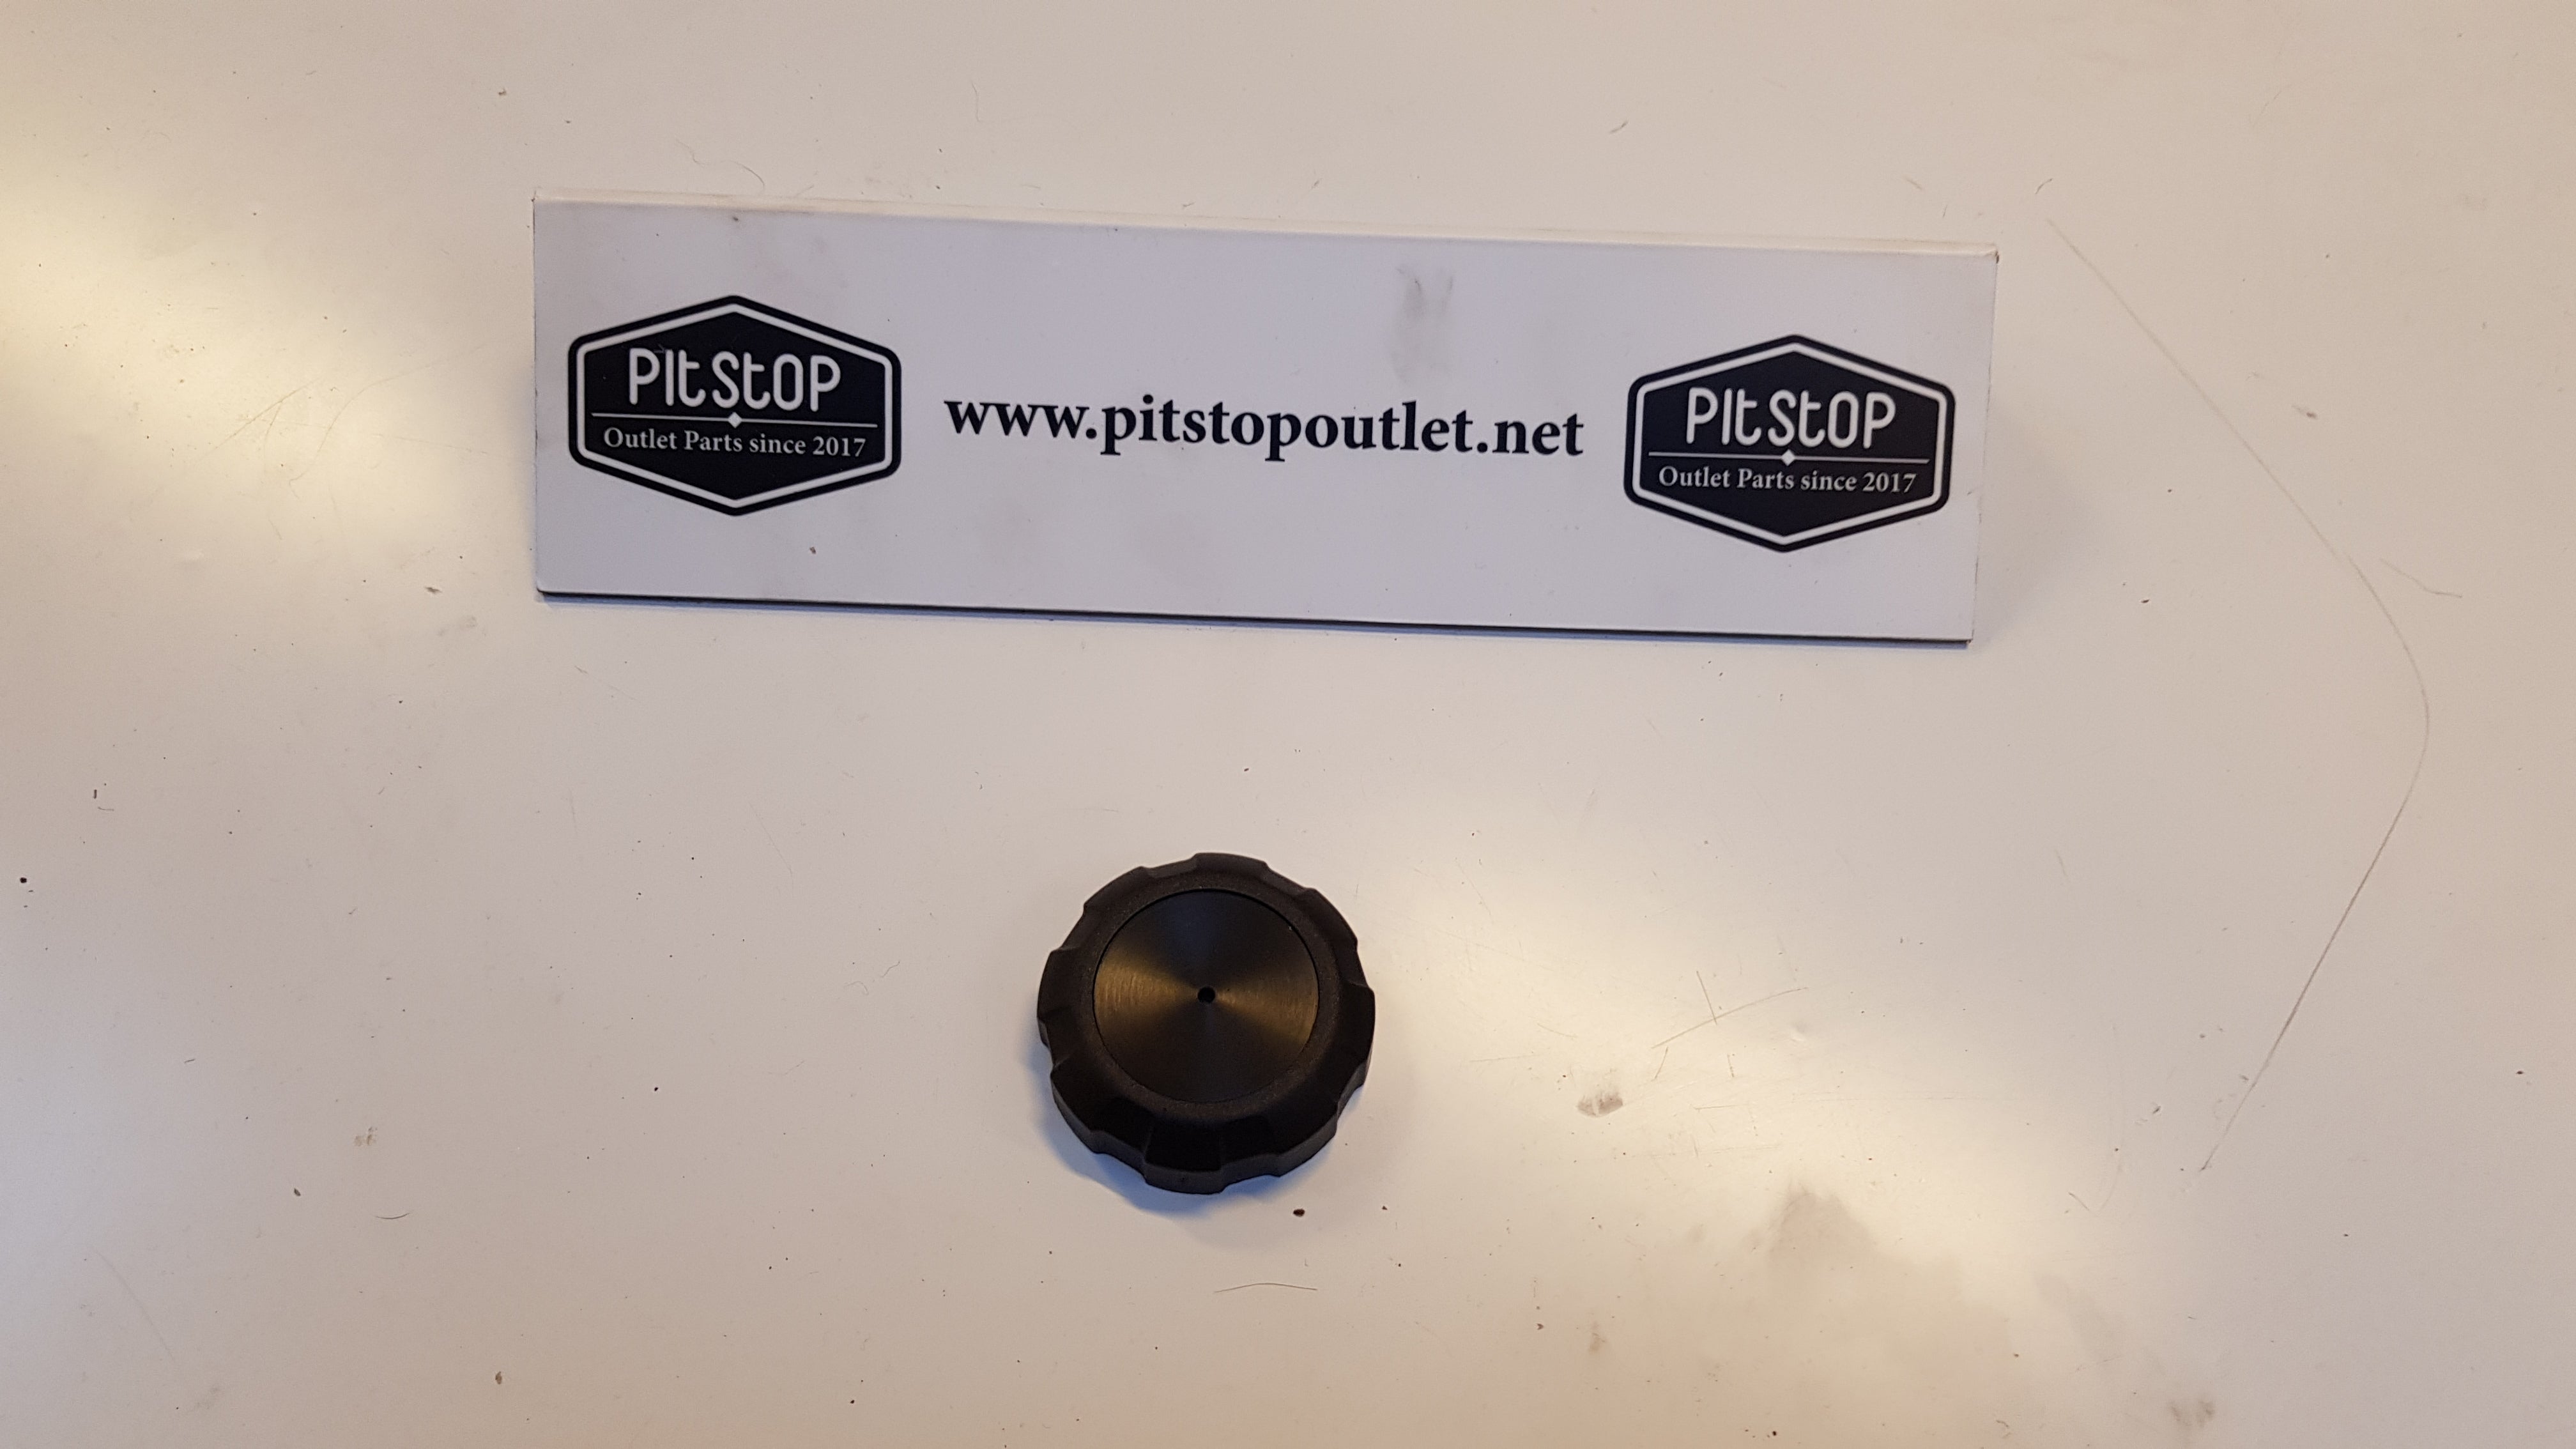 PitStop
Outlet Parts since 2017
www.pitstopoutlet.net
PitStop
Outlet Parts since 2017